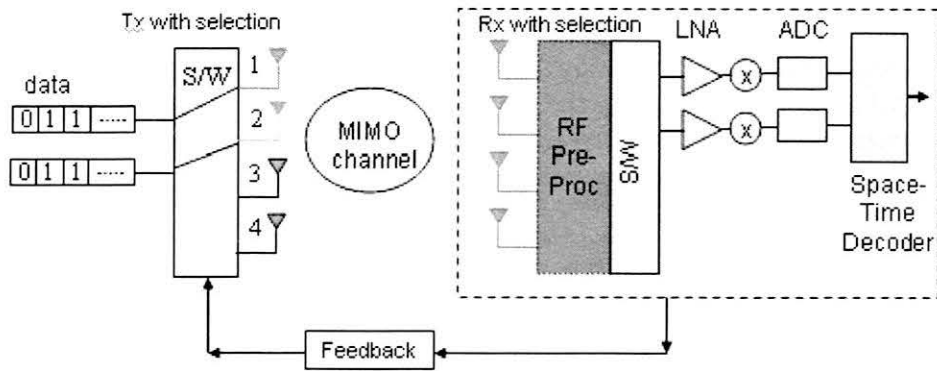 Tx with selection
data
S/W
0 1 1 .....
0 1 1 .....
1
2
3
4
MIMO
channel
Rx with selection
RF
Pre-
Proc
S/W
LNA
ADC
x
x
Space-
Time
Decoder
Feedback